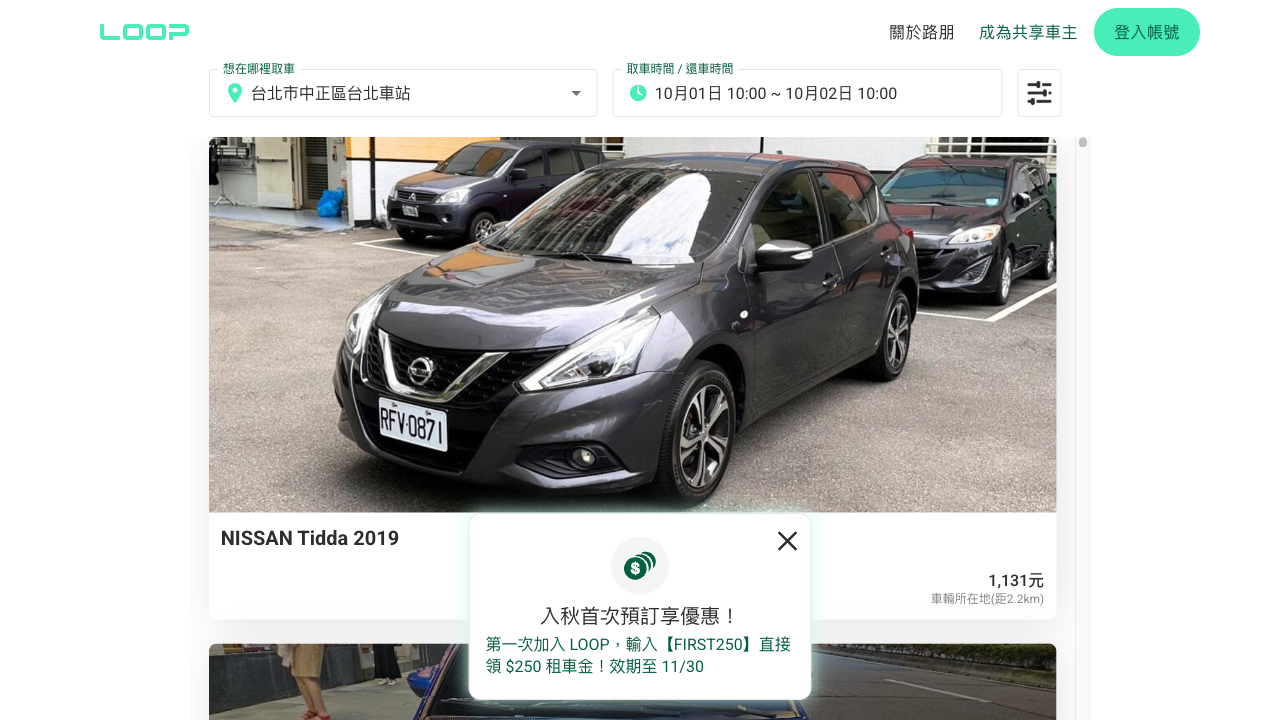 LOOP
關於路朋
成為共享車主
登入帳號
想在哪裡取車
台北市中正區台北車站
取車時間 / 還車時間
10月01日 10:00 ~ 10月02日 10:00
RFV-0871
NISSAN Tidda 2019
1,131元
車輛所在地(距2.2km)
入秋首次預訂享優惠！
第一次加入 LOOP，輸入【FIRST250】直接
領 $250 租車金！效期至 11/30